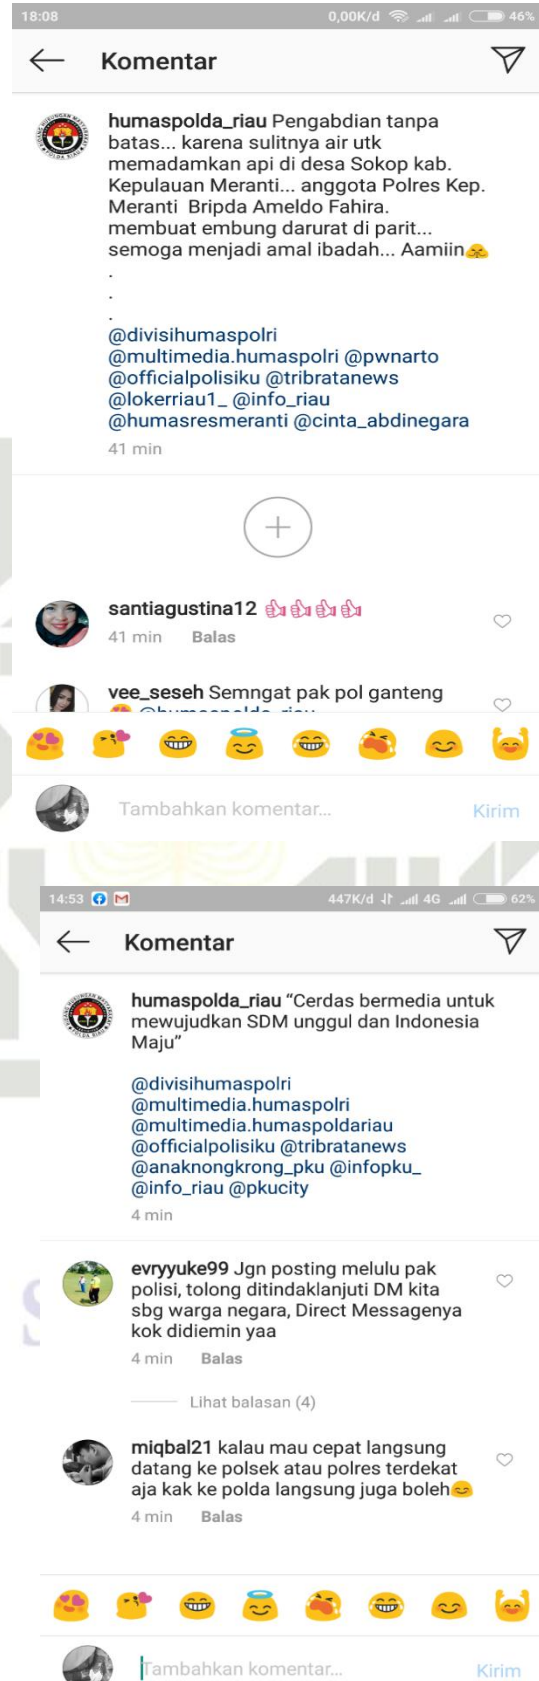 18:08 0,00K/d 46%
Komentar
humaspolda_riau Pengabdian tanpa
batas... karena sulitnya air utk
memadamkan api di desa Sokop kab.
Kepulauan Meranti... anggota Polres Kep.
Meranti Bripda Ameldo Fahira.
membuat embung darurat di parit...
semoga menjadi amal ibadah... Aamiin🙏
.
.
.
@divisihumaspolri
@multimedia.humaspolri @pwnarto
@officialpolisiku @tribratanews
@lokerriau1_ @info_riau
@humasresmeranti @cinta_abdinegara
41 min
santiagustina12 👍👍👍👍
41 min Balas
vee_seseh Semngat pak pol ganteng
😍 @humaspolda_riau
Tambahkan komentar... Kirim
14:53 447K/d 4G 62%
Komentar
humaspolda_riau “Cerdas bermedia untuk
mewujudkan SDM unggul dan Indonesia
Maju”
@divisihumaspolri
@multimedia.humaspolri
@multimedia.humaspoldariau
@officialpolisiku @tribratanews
@anaknongkrong_pku @infopku_
@info_riau @pkucity
4 min
evryyuke99 Jgn posting melulu pak
polisi, tolong ditindaklanjuti DM kita
sbg warga negara, Direct Messagenya
kok didiemin yaa
4 min Balas
Lihat balasan (4)
miqbal21 kalau mau cepat langsung
datang ke polsek atau polres terdekat
aja kak ke polda langsung juga boleh😊
4 min Balas
Tambahkan komentar... Kirim